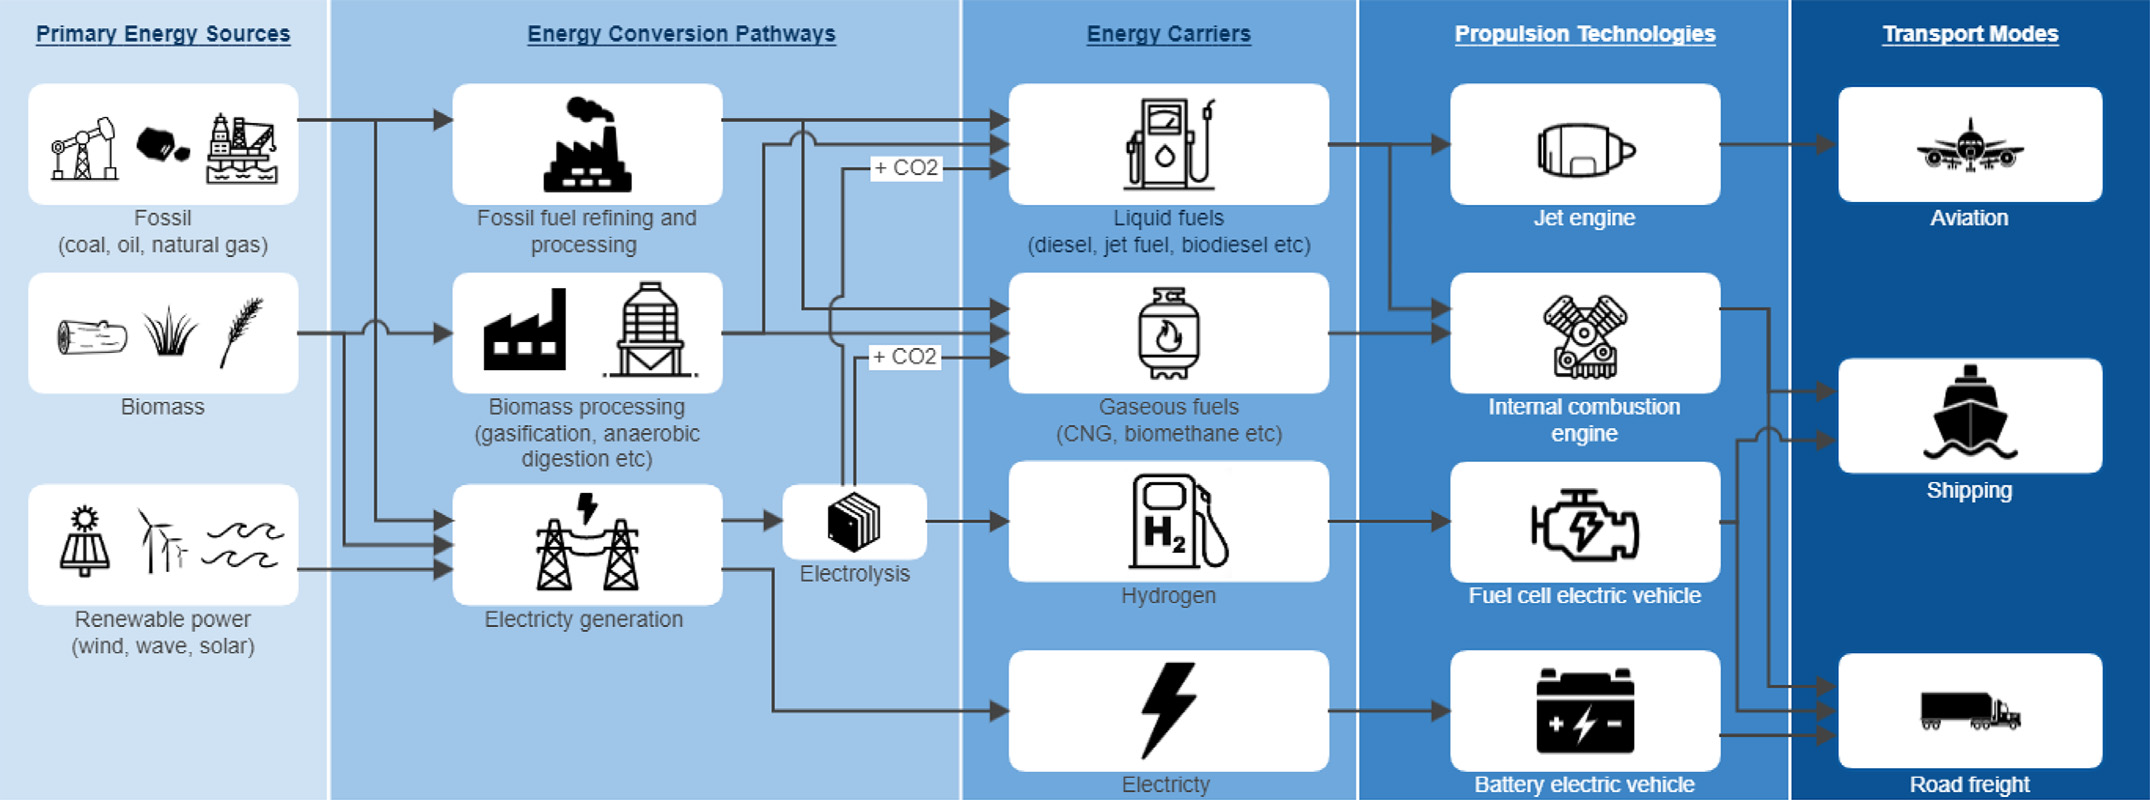 Primary Energy Sources
Energy Conversion Pathways
Energy Carriers
Propulsion Technologies
Transport Modes
Fossil
(coal, oil, natural gas)
Biomass
Renewable power
(wind, wave, solar)
Fossil fuel refining and
processing
Biomass processing
(gasification, anaerobic
digestion etc)
Electricty generation
Electrolysis
+ CO2
+ CO2
Liquid fuels
(diesel, jet fuel, biodiesel etc)
Gaseous fuels
(CNG, biomethane etc)
H2
Hydrogen
Electricty
Jet engine
Internal combustion
engine
Fuel cell electric vehicle
Battery electric vehicle
Aviation
Shipping
Road freight